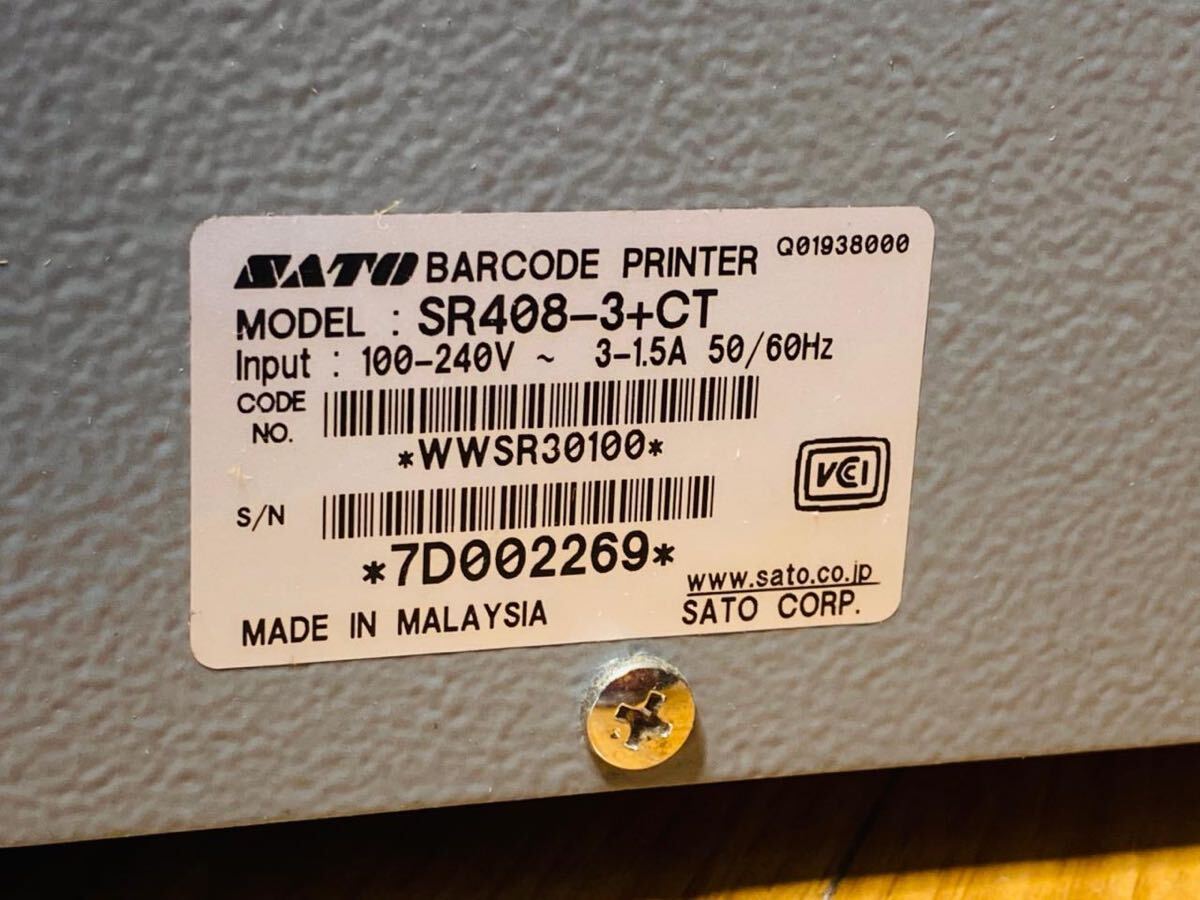 SATO BARCODE PRINTER Q01938000
MODEL : SR408-3+CT
Input : 100-240V ~ 3-1.5A 50/60Hz
CODE NO.
*WWSR30100*
VCCI
S/N
*7D002269*
www.sato.co.jp
MADE IN MALAYSIA SATO CORP.